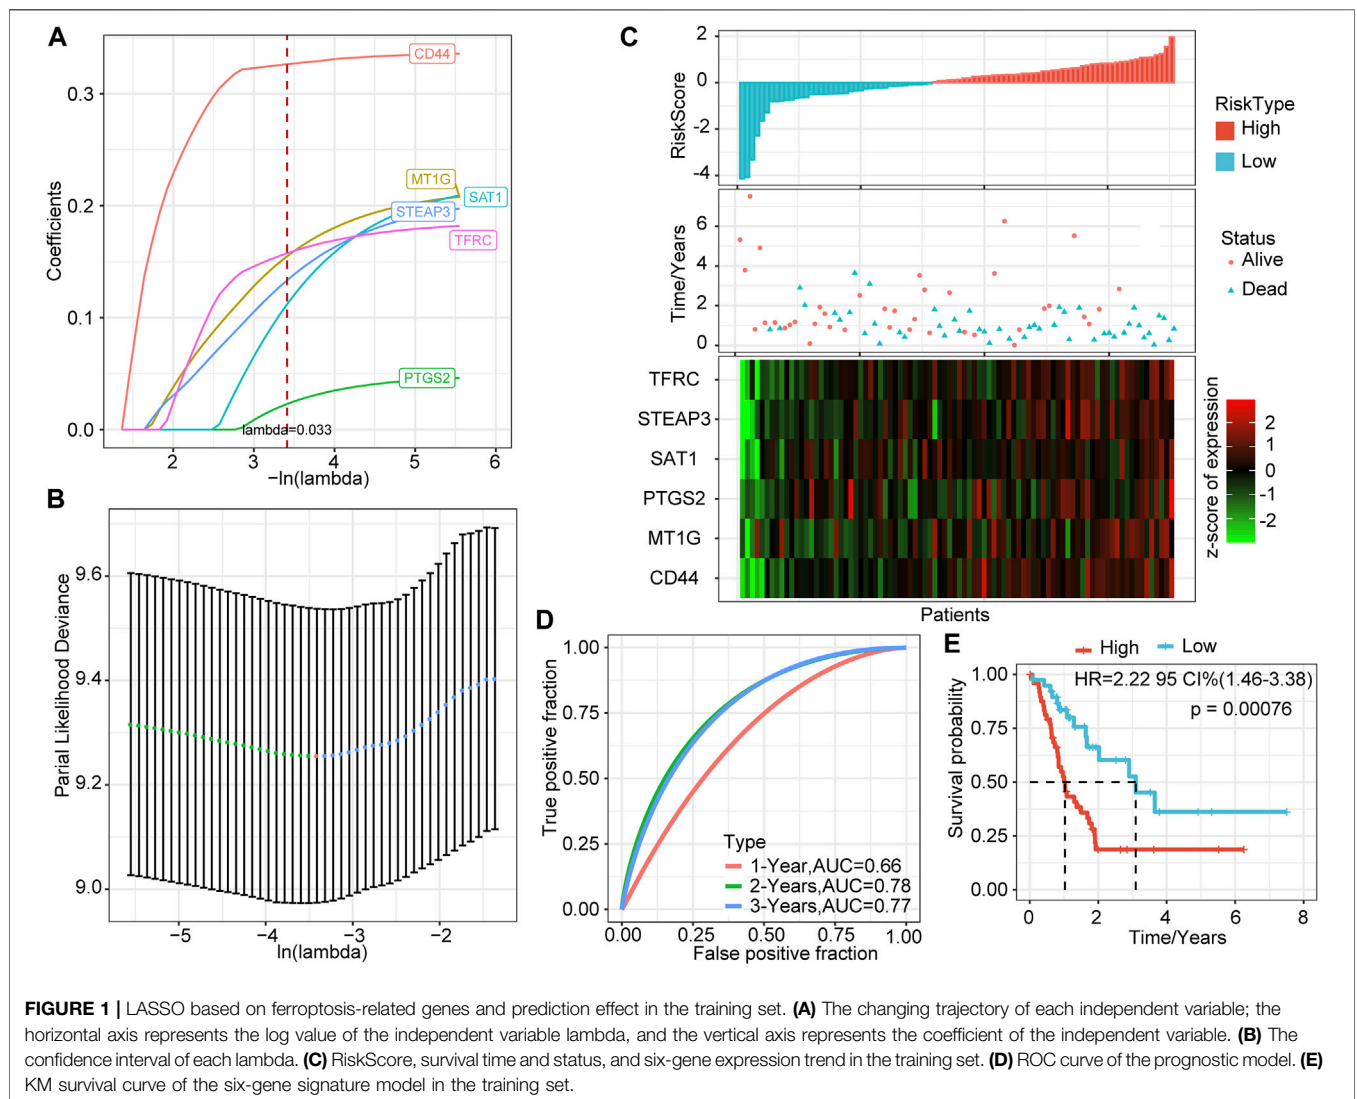 A
CD44
MT1G
SAT1
STEAP3
TFRC
PTGS2
lambda=0.033
Coefficients
0.3
0.2
0.1
0.0
2 3 4 5 6
−ln(lambda)
B
Parial Likelihood Deviance
9.6
9.4
9.2
9.0
−5 −4 −3 −2
ln(lambda)
C
RiskScore
2
0
-2
-4
RiskType
High
Low
Time/Years
6
4
2
0
Status
Alive
Dead
TFRC
STEAP3
SAT1
PTGS2
MT1G
CD44
Patients
z-score of expression
2
1
0
-1
-2
D
True positive fraction
1.00
0.75
0.50
0.25
0.00
Type
1-Year,AUC=0.66
2-Years,AUC=0.78
3-Years,AUC=0.77
0.00 0.25 0.50 0.75 1.00
False positive fraction
E
High Low
HR=2.22 95 CI%(1.46-3.38)
p = 0.00076
Survival probability
1.00
0.75
0.50
0.25
0.00
0 2 4 6 8
Time/Years
FIGURE 1 | LASSO based on ferroptosis-related genes and prediction effect in the training set. (A) The changing trajectory of each independent variable; the
horizontal axis represents the log value of the independent variable lambda, and the vertical axis represents the coefficient of the independent variable. (B) The
confidence interval of each lambda. (C) RiskScore, survival time and status, and six-gene expression trend in the training set. (D) ROC curve of the prognostic model. (E)
KM survival curve of the six-gene signature model in the training set.